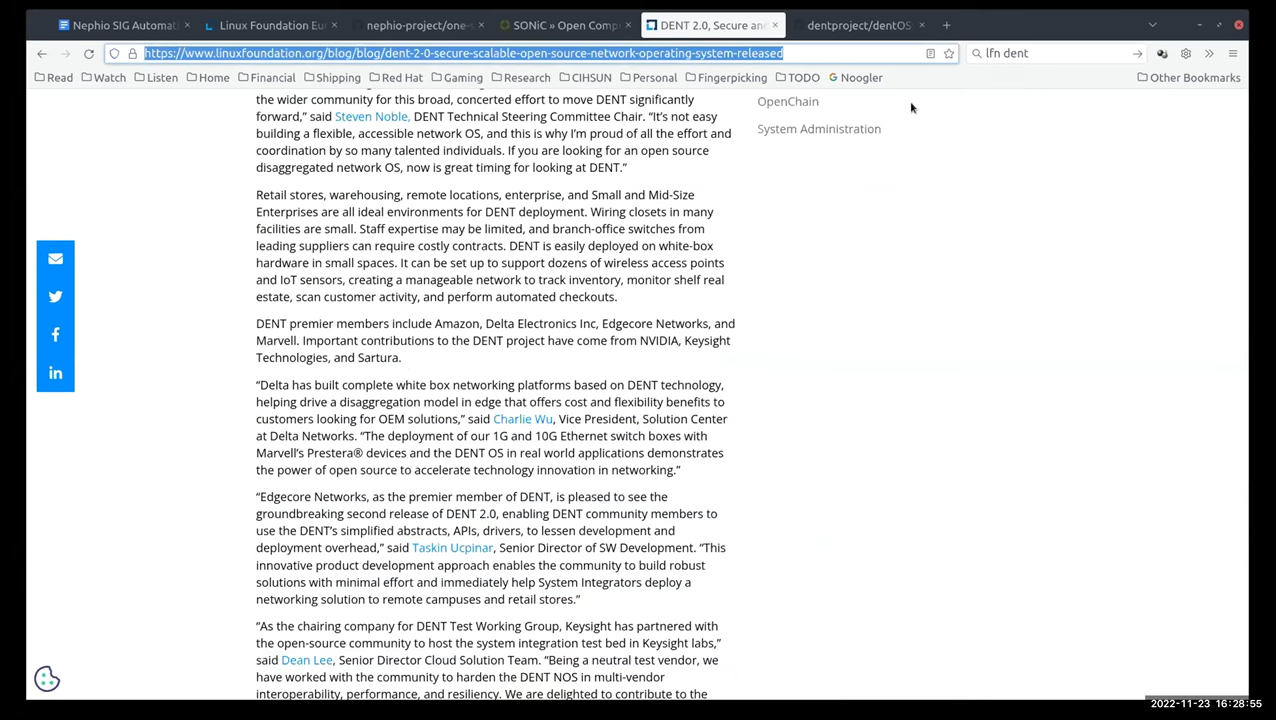 Nephio SIG Automat
Linux Foundation Eu
nephio-project/one-s
SONiC » Open Comp
DENT 2.0, Secure and
dentproject/dentOS
https://www.linuxfoundation.org/blog/blog/dent-2-0-secure-scalable-open-source-network-operating-system-released
lfn dent
Read
Watch
Listen
Home
Financial
Shipping
Red Hat
Gaming
Research
CIHSUN
Personal
Fingerpicking
TODO
Noogler
Other Bookmarks
the wider community for this broad, concerted effort to move DENT significantly
forward,” said Steven Noble, DENT Technical Steering Committee Chair. “It’s not easy
building a flexible, accessible network OS, and this is why I’m proud of all the effort and
coordination by so many talented individuals. If you are looking for an open source
disaggregated network OS, now is great timing for looking at DENT.”
Retail stores, warehousing, remote locations, enterprise, and Small and Mid-Size
Enterprises are all ideal environments for DENT deployment. Wiring closets in many
facilities are small. Staff expertise may be limited, and branch-office switches from
leading suppliers can require costly contracts. DENT is easily deployed on white-box
hardware in small spaces. It can be set up to support dozens of wireless access points
and IoT sensors, creating a manageable network to track inventory, monitor shelf real
estate, scan customer activity, and perform automated checkouts.
DENT premier members include Amazon, Delta Electronics Inc, Edgecore Networks, and
Marvell. Important contributions to the DENT project have come from NVIDIA, Keysight
Technologies, and Sartura.
“Delta has built complete white box networking platforms based on DENT technology,
helping drive a disaggregation model in edge that offers cost and flexibility benefits to
customers looking for OEM solutions,” said Charlie Wu, Vice President, Solution Center
at Delta Networks. “The deployment of our 1G and 10G Ethernet switch boxes with
Marvell’s Prestera® devices and the DENT OS in real world applications demonstrates
the power of open source to accelerate technology innovation in networking.”
“Edgecore Networks, as the premier member of DENT, is pleased to see the
groundbreaking second release of DENT 2.0, enabling DENT community members to
use the DENT’s simplified abstracts, APIs, drivers, to lessen development and
deployment overhead,” said Taskin Ucpinar, Senior Director of SW Development. “This
innovative product development approach enables the community to build robust
solutions with minimal effort and immediately help System Integrators deploy a
networking solution to remote campuses and retail stores.”
“As the chairing company for DENT Test Working Group, Keysight has partnered with
the open-source community to host the system integration test bed in Keysight labs,”
said Dean Lee, Senior Director Cloud Solution Team. “Being a neutral test vendor, we
have worked with the community to harden the DENT NOS in multi-vendor
interoperability, performance, and resiliency. We are delighted to contribute to the
OpenChain
System Administration
2022-11-23 16:28:55